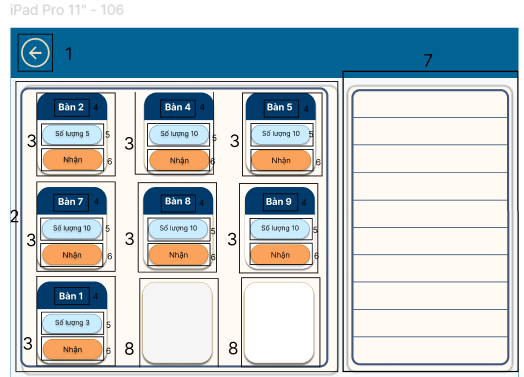 iPad Pro 11" - 106
1
7
Bàn 2 4
Bàn 4 4
Bàn 5 4
3 Số lượng 5 5
3 Số lượng 10 5
3 Số lượng 10 5
Nhận 6
Nhận 6
Nhận 6
2
Bàn 7 4
Bàn 8 4
Bàn 9 4
3 Số lượng 10 5
3 Số lượng 10 5
3 Số lượng 10 5
Nhận 6
Nhận 6
Nhận 6
Bàn 1 4
3 Số lượng 3 5
8
8
Nhận 6